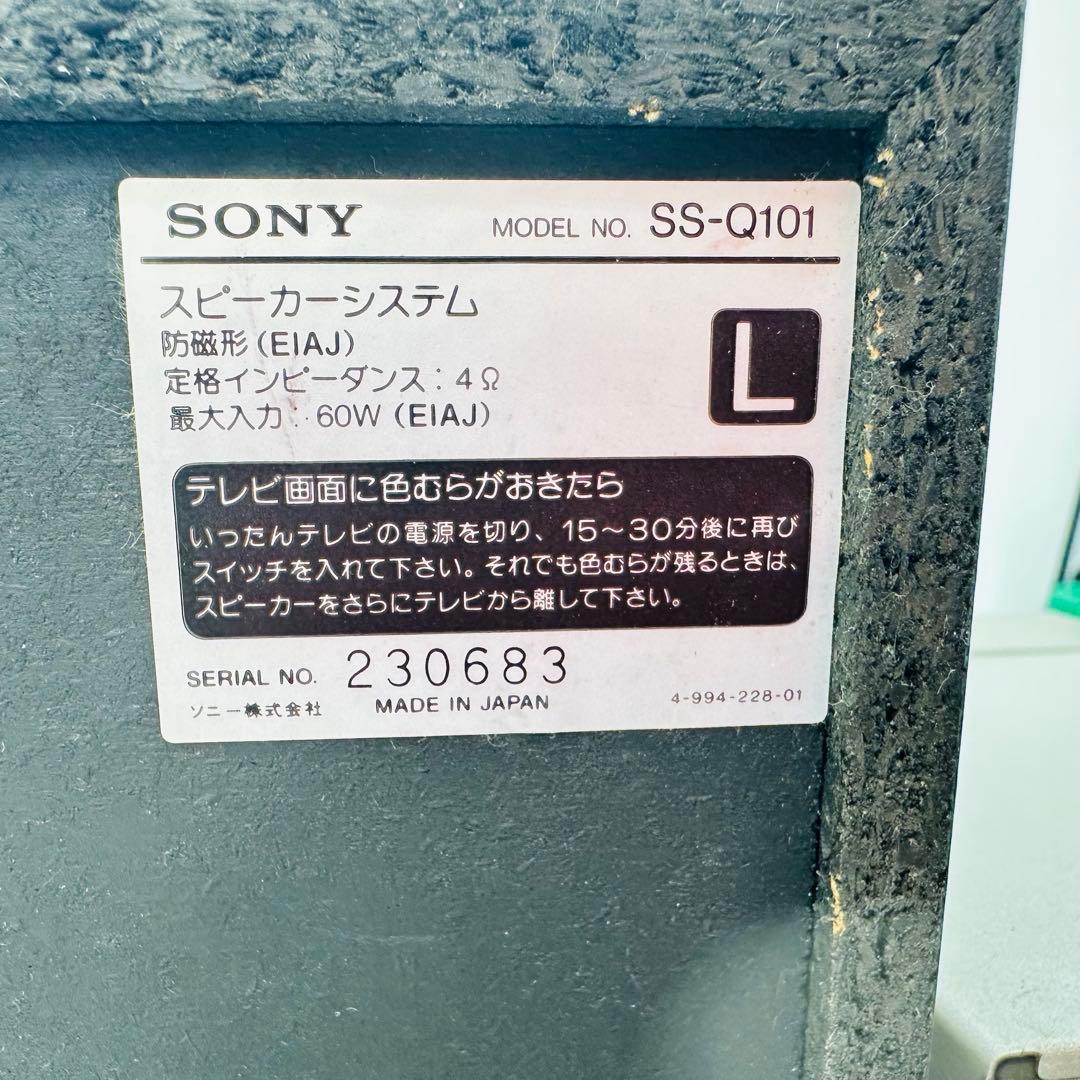 SONY MODEL NO. SS-Q101
スピーカーシステム
防磁形(EIAJ)
定格インピーダンス:4Ω
最大入力:60W(EIAJ)
L
テレビ画面に色むらがおきたら
いったんテレビの電源を切り、15〜30分後に再び
スイッチを入れて下さい。それでも色むらが残るときは、
スピーカーをさらにテレビから離して下さい。
SERIAL NO. 230683
ソニー株式会社 MADE IN JAPAN 4-994-228-01